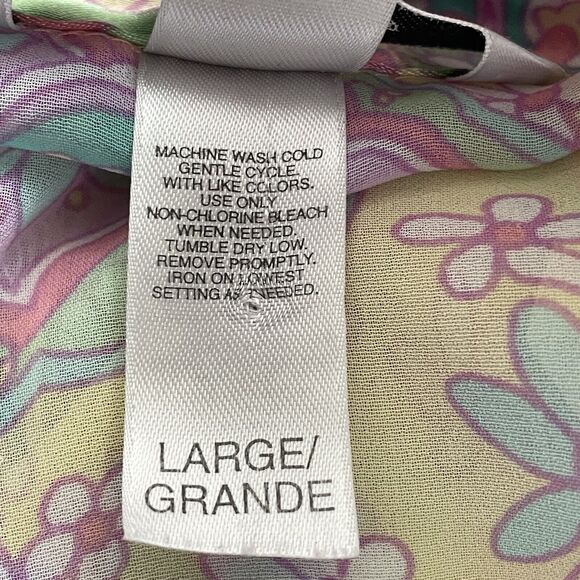 MACHINE WASH COLD
GENTLE CYCLE.
WITH LIKE COLORS.
USE ONLY
NON-CHLORINE BLEACH
WHEN NEEDED.
TUMBLE DRY LOW.
REMOVE PROMPTLY.
IRON ON LOWEST
SETTING AS NEEDED.
LARGE/
GRANDE